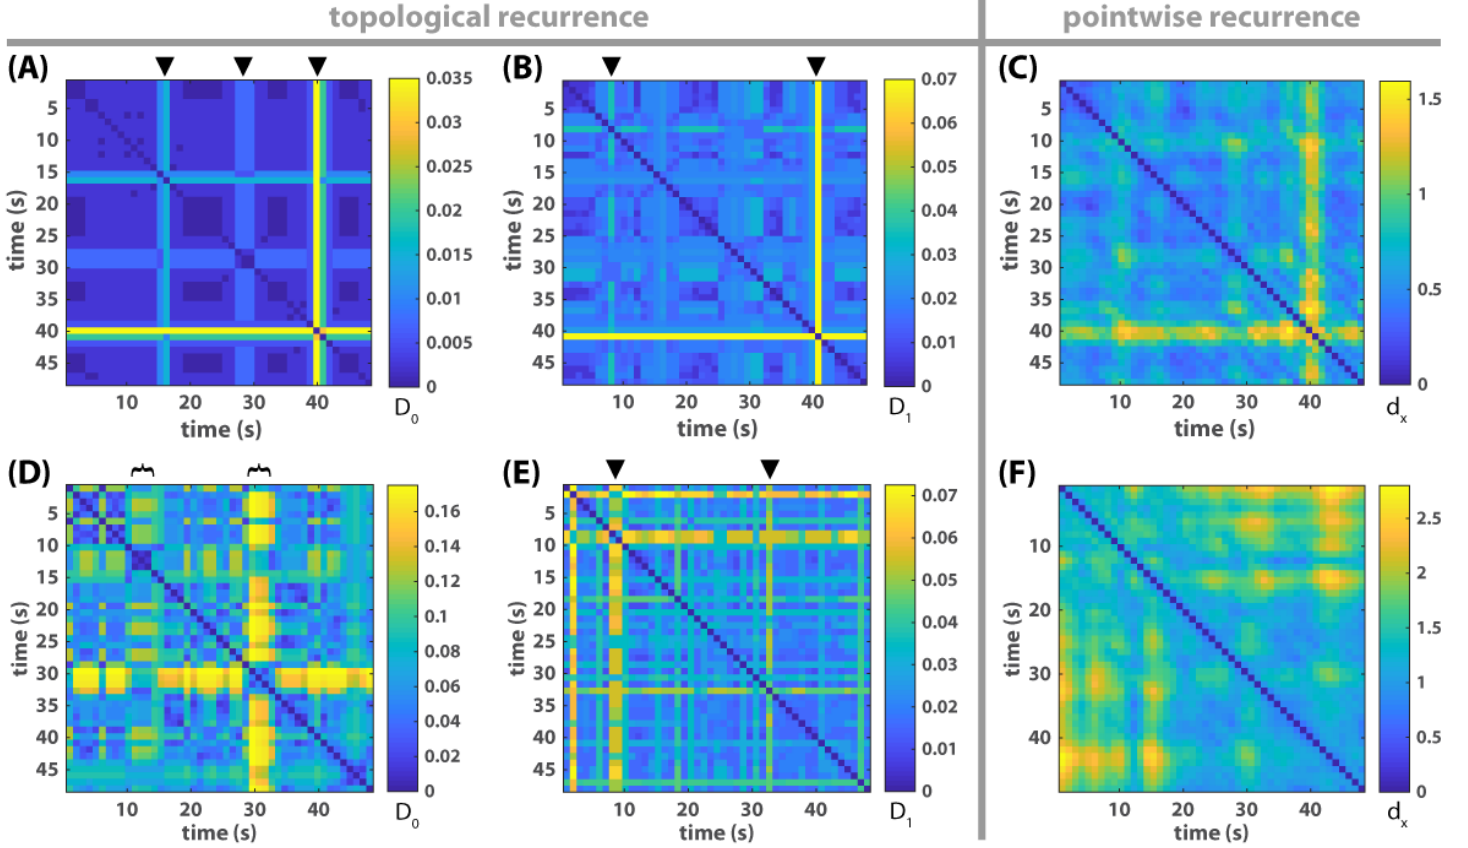 topological recurrence
pointwise recurrence
(A)
5
10
15
20
25
30
35
40
45
time (s)
10 20 30 40
time (s)
0.035
0.03
0.025
0.02
0.015
0.01
0.005
0
D0
(B)
5
10
15
20
25
30
35
40
45
time (s)
10 20 30 40
time (s)
0.07
0.06
0.05
0.04
0.03
0.02
0.01
0
D1
(C)
5
10
15
20
25
30
35
40
45
time (s)
10 20 30 40
time (s)
1.5
1
0.5
0
dx
(D)
5
10
15
20
25
30
35
40
45
time (s)
10 20 30 40
time (s)
0.16
0.14
0.12
0.1
0.08
0.06
0.04
0.02
0
D0
(E)
5
10
15
20
25
30
35
40
45
time (s)
10 20 30 40
time (s)
0.07
0.06
0.05
0.04
0.03
0.02
0.01
0
D1
(F)
10
20
30
40
time (s)
10 20 30 40
time (s)
2.5
2
1.5
1
0.5
0
dx